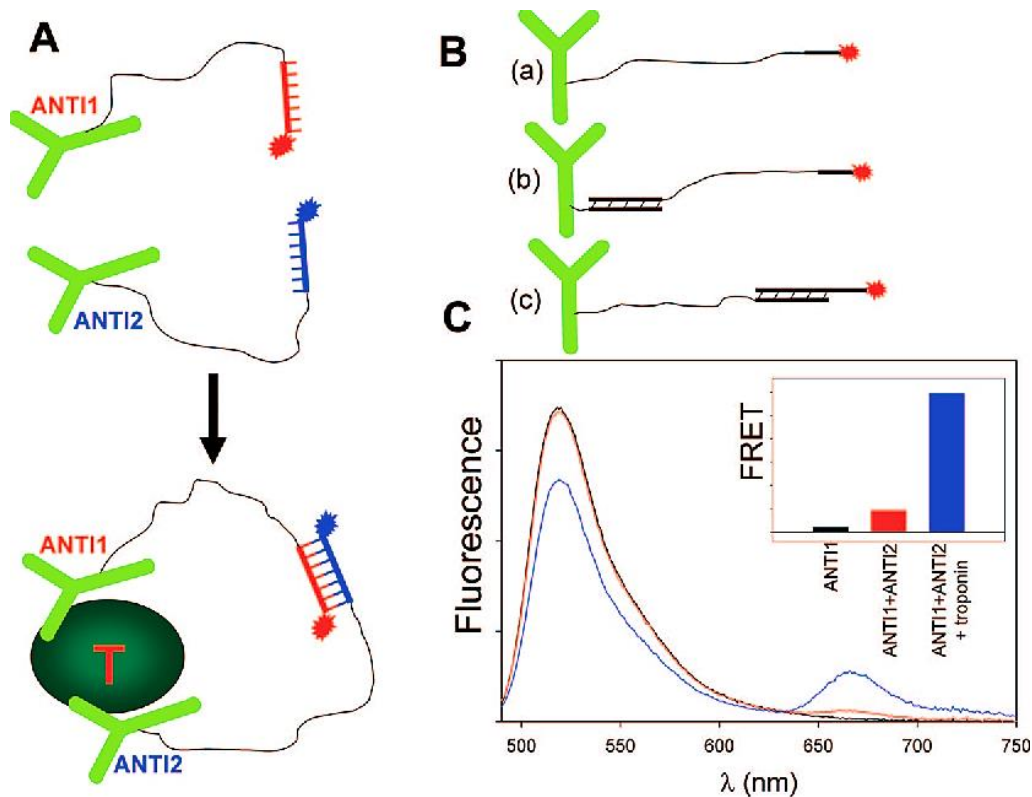 A
ANTI1
ANTI2
ANTI1
T
ANTI2
B
(a)
(b)
(c)
C
Fluorescence
FRET
ANTI1
ANTI1+ANTI2
ANTI1+ANTI2
+ troponin
500
550
600
650
700
750
λ (nm)